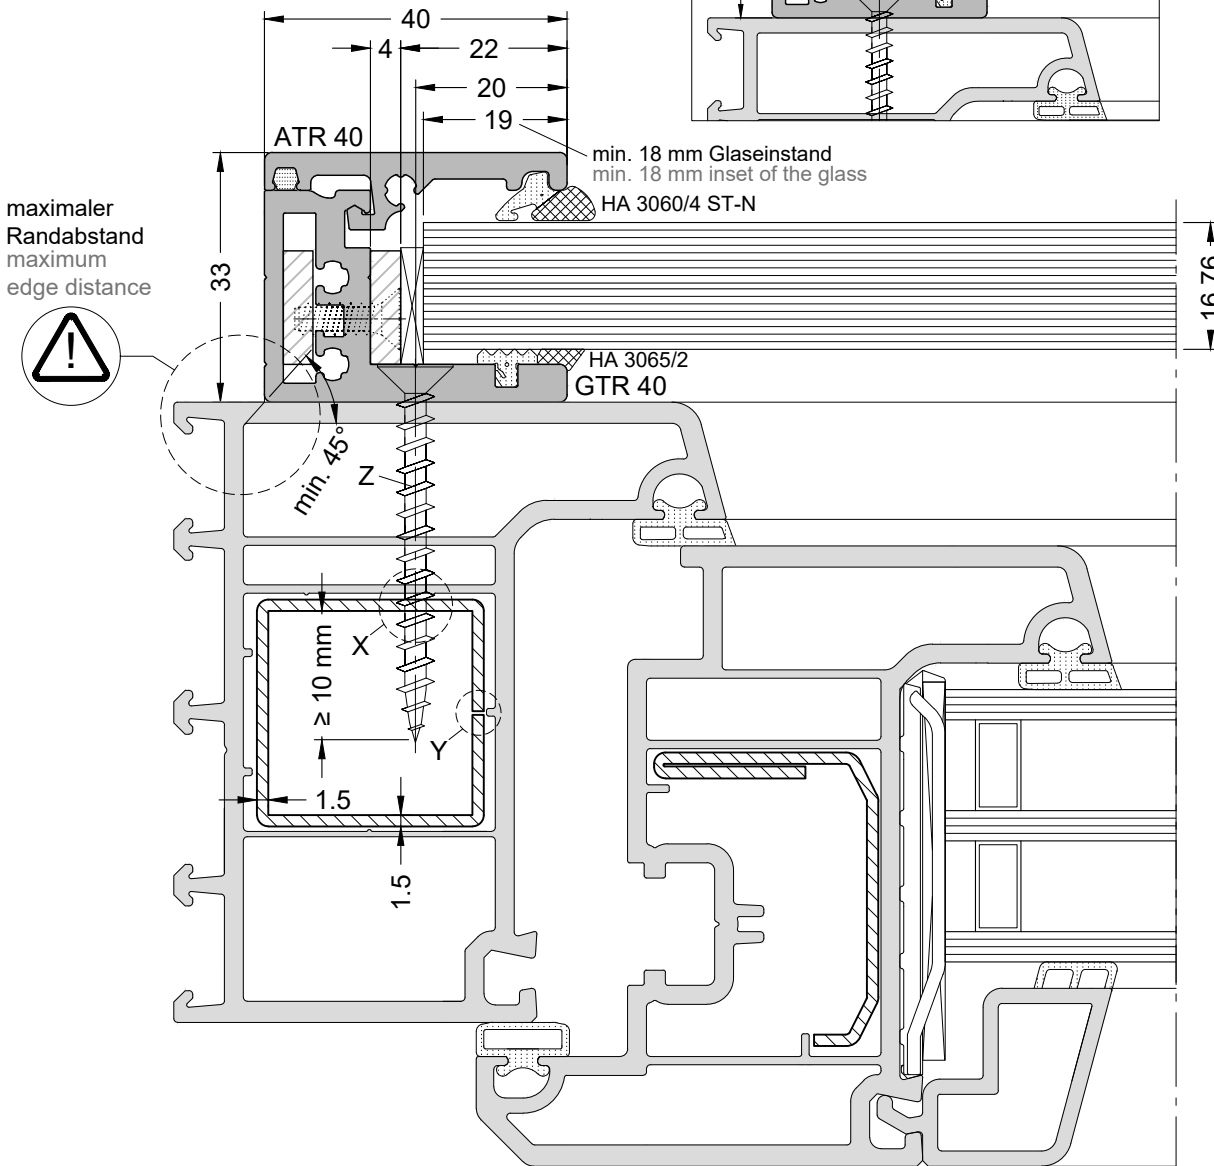 40
4
22
20
19
ATR 40
min. 18 mm Glaseinstand
min. 18 mm inset of the glass
HA 3060/4 ST-N
maximaler
Randabstand
maximum
edge distance
!
33
16.76
HA 3065/2
GTR 40
min. 45°
Z
X
≥ 10 mm
Y
1.5
1.5